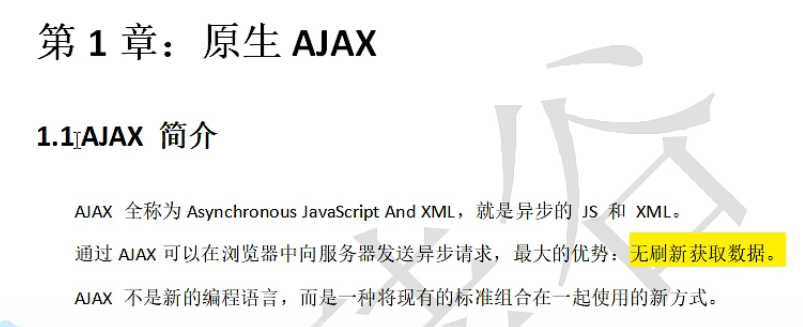 第 1 章：原生 AJAX
1.1 AJAX 简介
AJAX 全称为 Asynchronous JavaScript And XML，就是异步的 JS 和 XML。
通过 AJAX 可以在浏览器中向服务器发送异步请求，最大的优势：无刷新获取数据。
AJAX 不是新的编程语言，而是一种将现有的标准组合在一起使用的新方式。